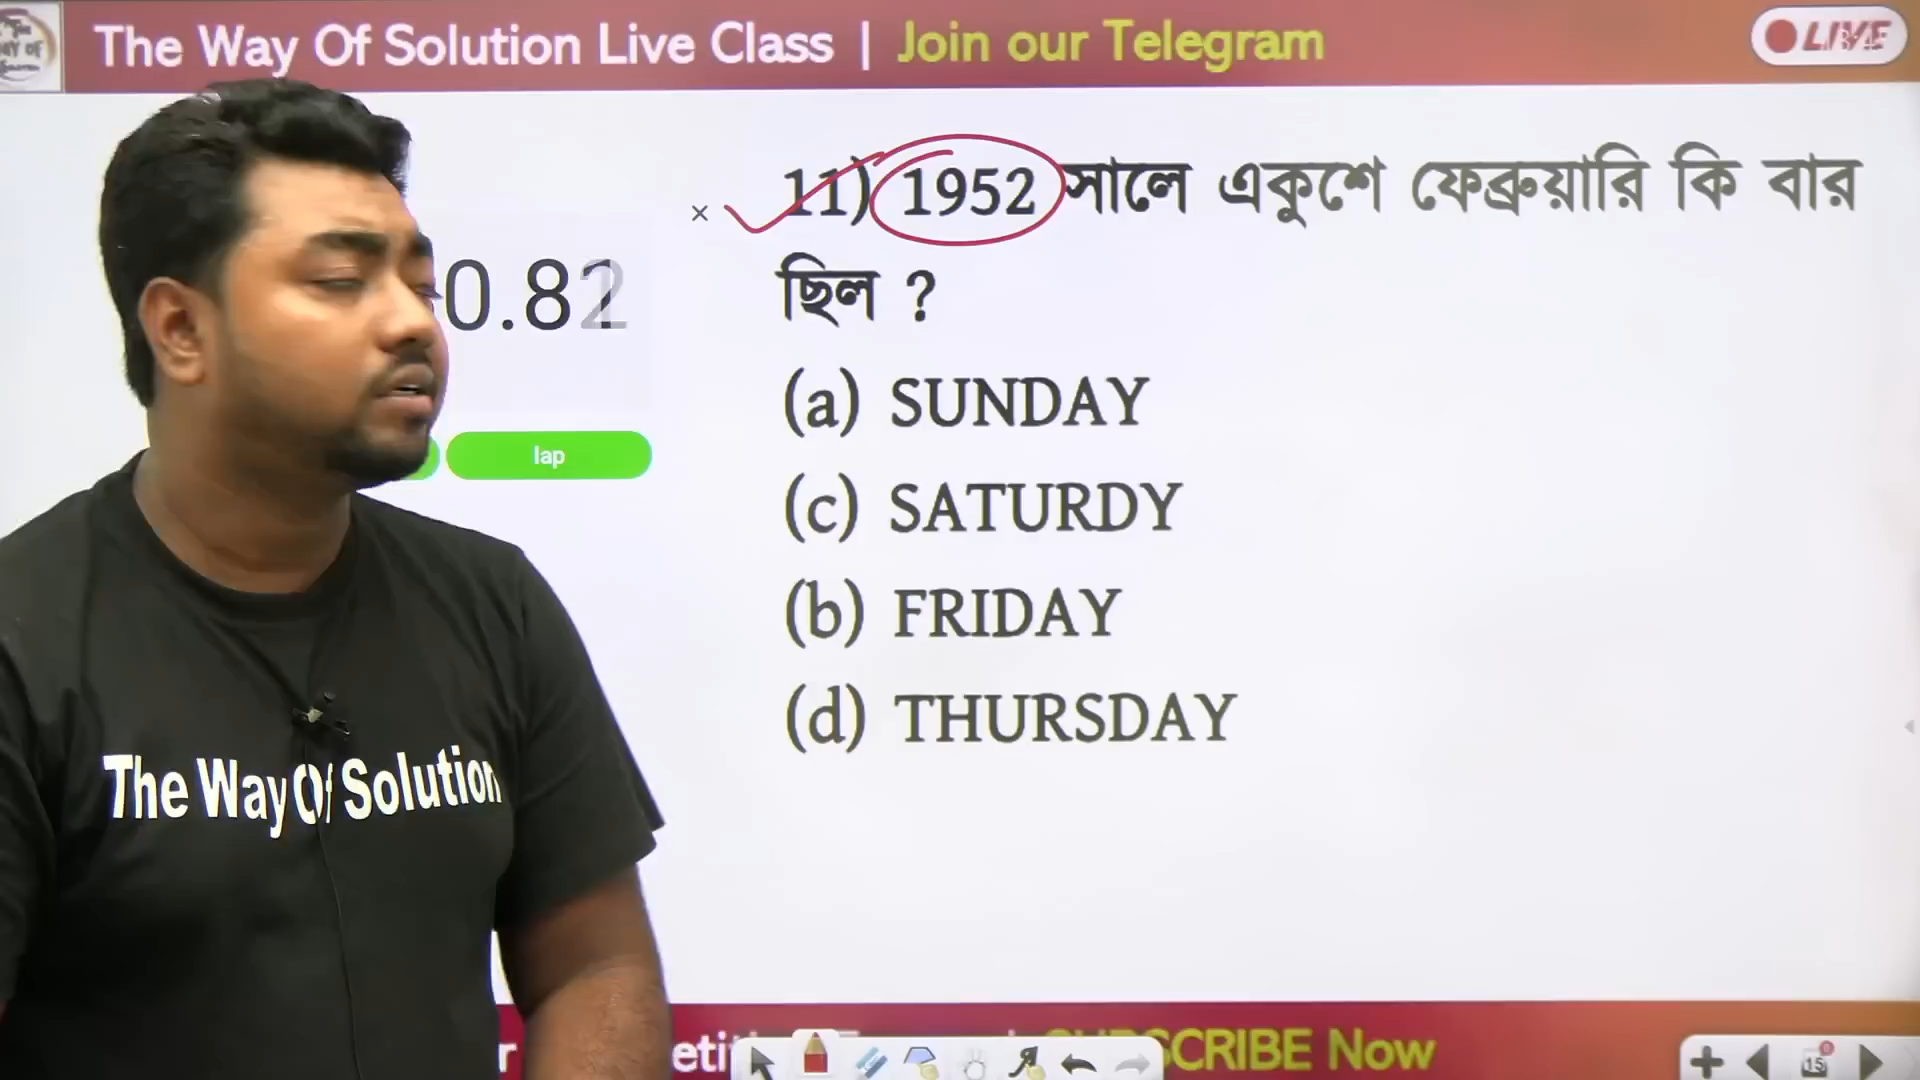 The Way Of Solution Live Class | Join our Telegram
LIVE
11) 1952 সালে একুশে ফেব্রুয়ারি কি বার
ছিল ?
0.82
(a) SUNDAY
lap
(c) SATURDY
(b) FRIDAY
(d) THURSDAY
The Way Of Solution
SCRIBE Now
15